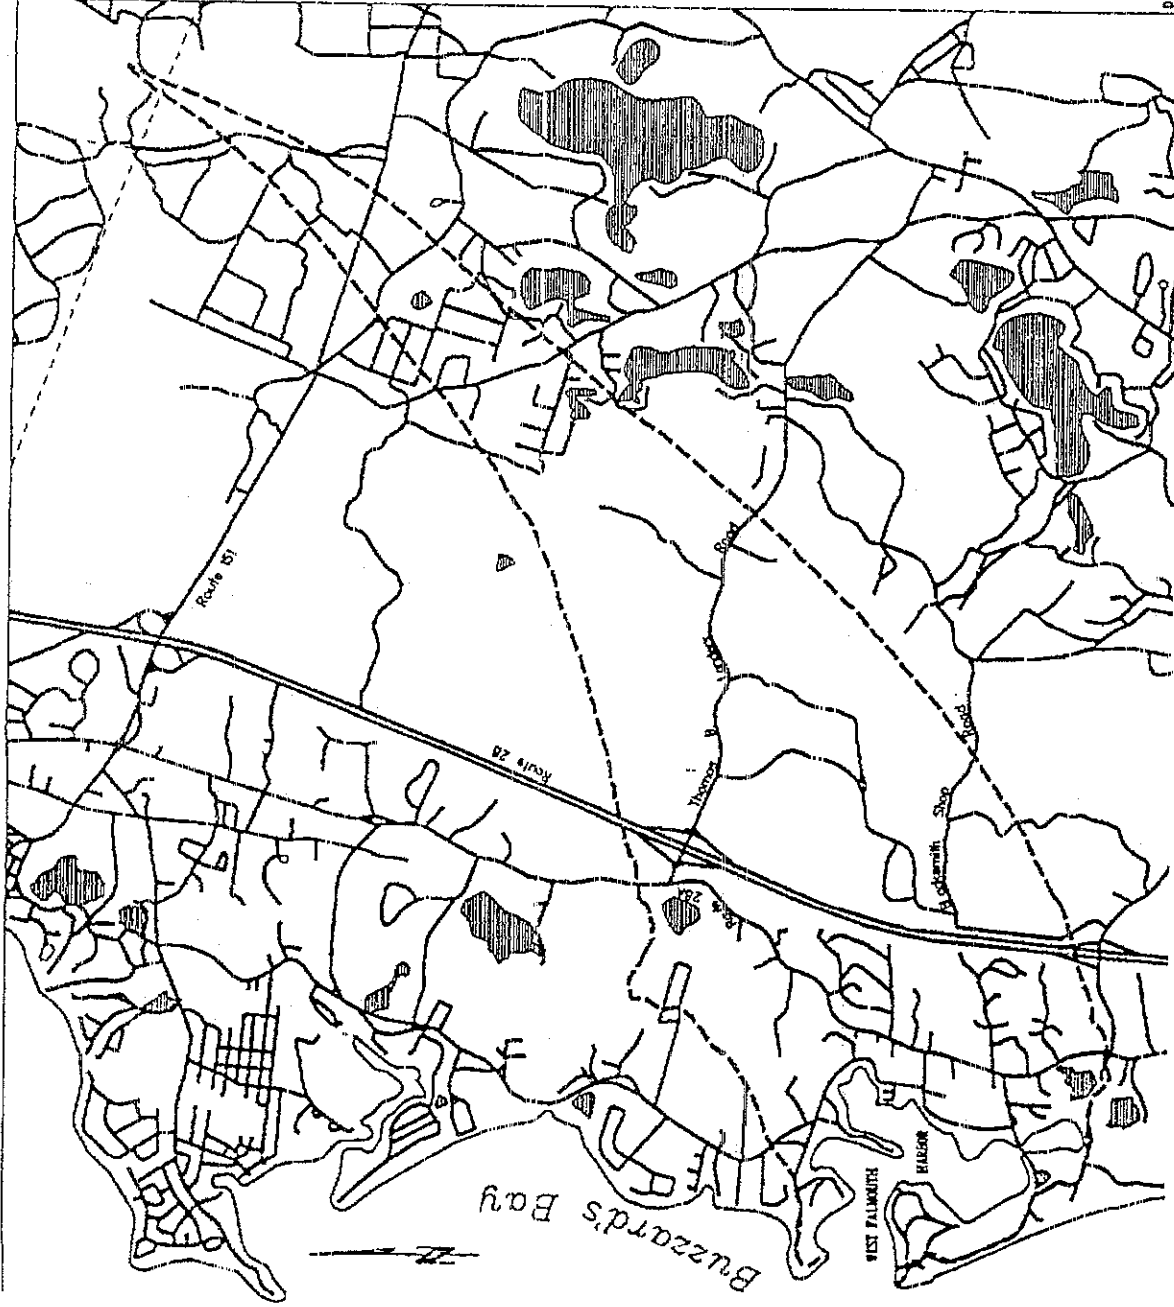 Route 151
Road
Landers
B.
Thomas
Route 28
Road
Shop
Blacksmith
Route
28A
Buzzard's Bay
WEST FALMOUTH
HARBOR
N